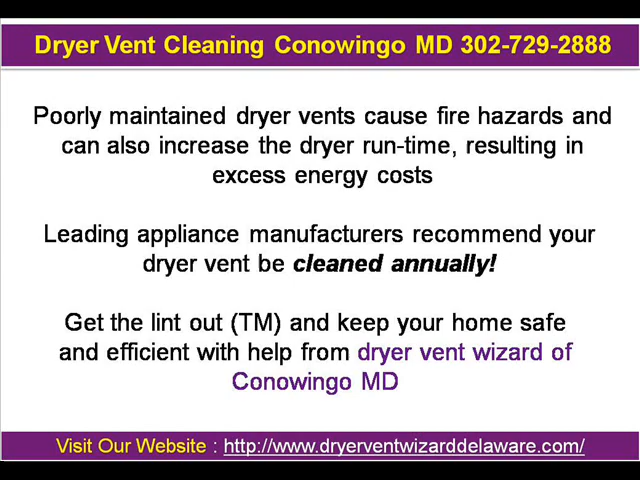 Dryer Vent Cleaning Conowingo MD 302-729-2888
Poorly maintained dryer vents cause fire hazards and
can also increase the dryer run-time, resulting in
excess energy costs
Leading appliance manufacturers recommend your
dryer vent be cleaned annually!
Get the lint out (TM) and keep your home safe
and efficient with help from dryer vent wizard of
Conowingo MD
Visit Our Website : http://www.dryerventwizarddelaware.com/